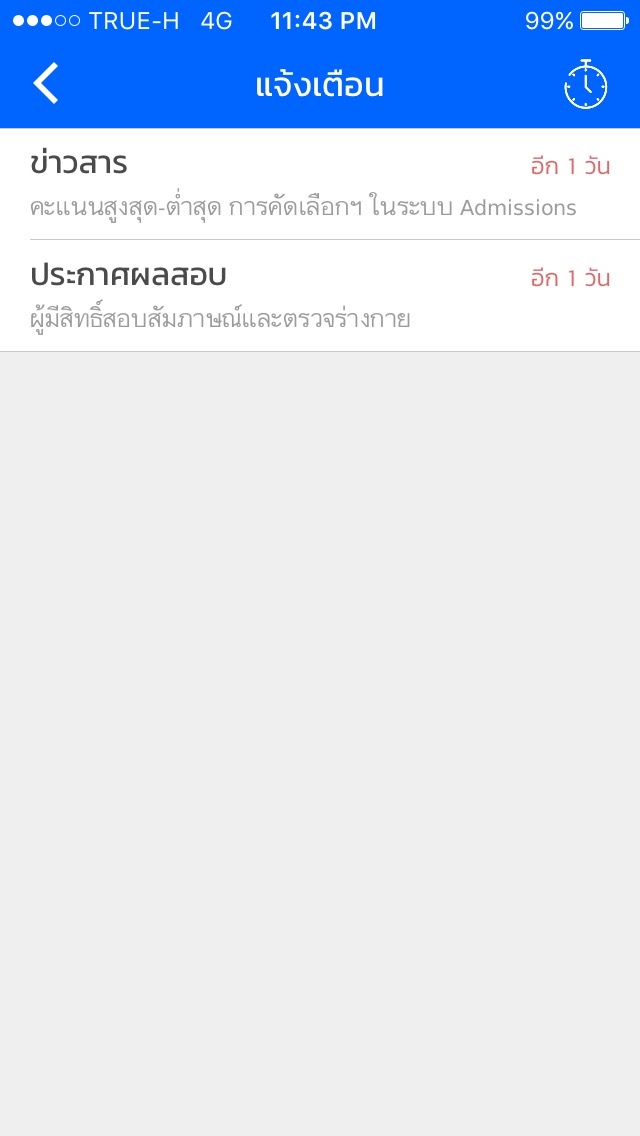 TRUE-H 4G 11:43 PM 99%
แจ้งเตือน
ข่าวสาร อีก 1 วัน
คะแนนสูงสุด-ต่ำสุด การคัดเลือกฯ ในระบบ Admissions
ประกาศผลสอบ อีก 1 วัน
ผู้มีสิทธิ์สอบสัมภาษณ์และตรวจร่างกาย